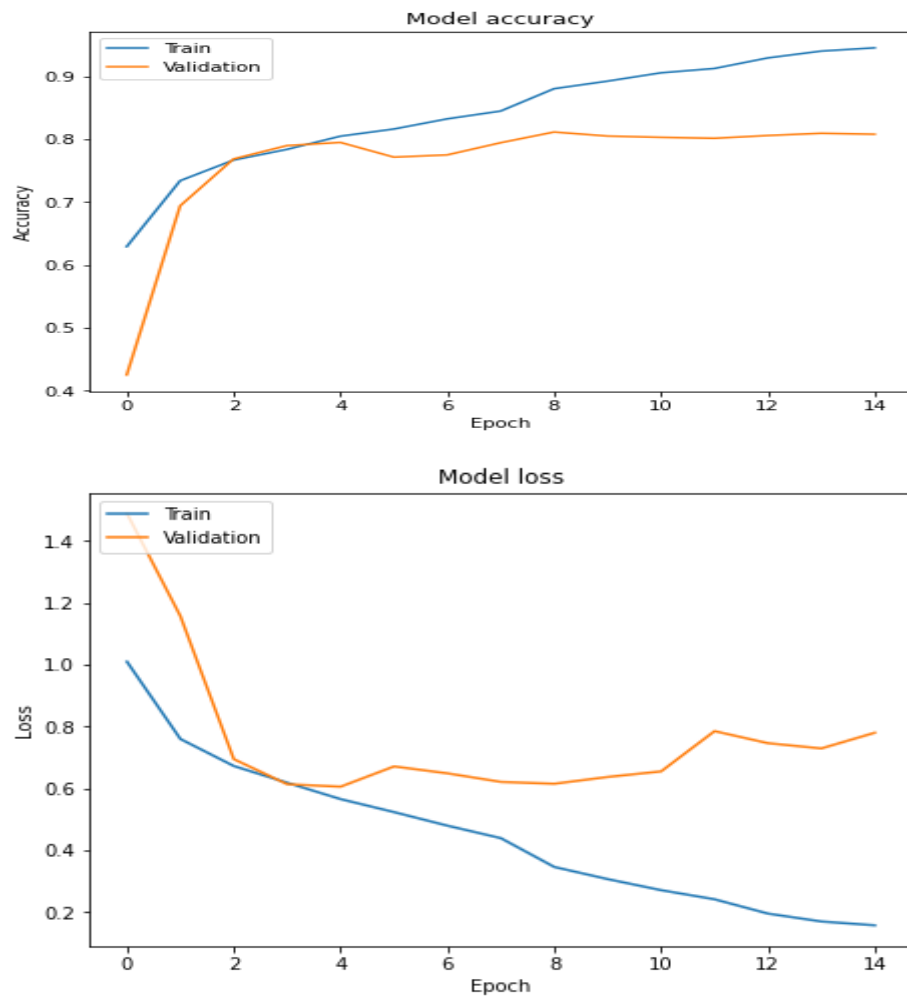 Model accuracy
Train
Validation
0.9
0.8
0.7
0.6
0.5
0.4
Accuracy
0 2 4 6 8 10 12 14
Epoch
Model loss
Train
Validation
1.4
1.2
1.0
0.8
0.6
0.4
0.2
Loss
0 2 4 6 8 10 12 14
Epoch